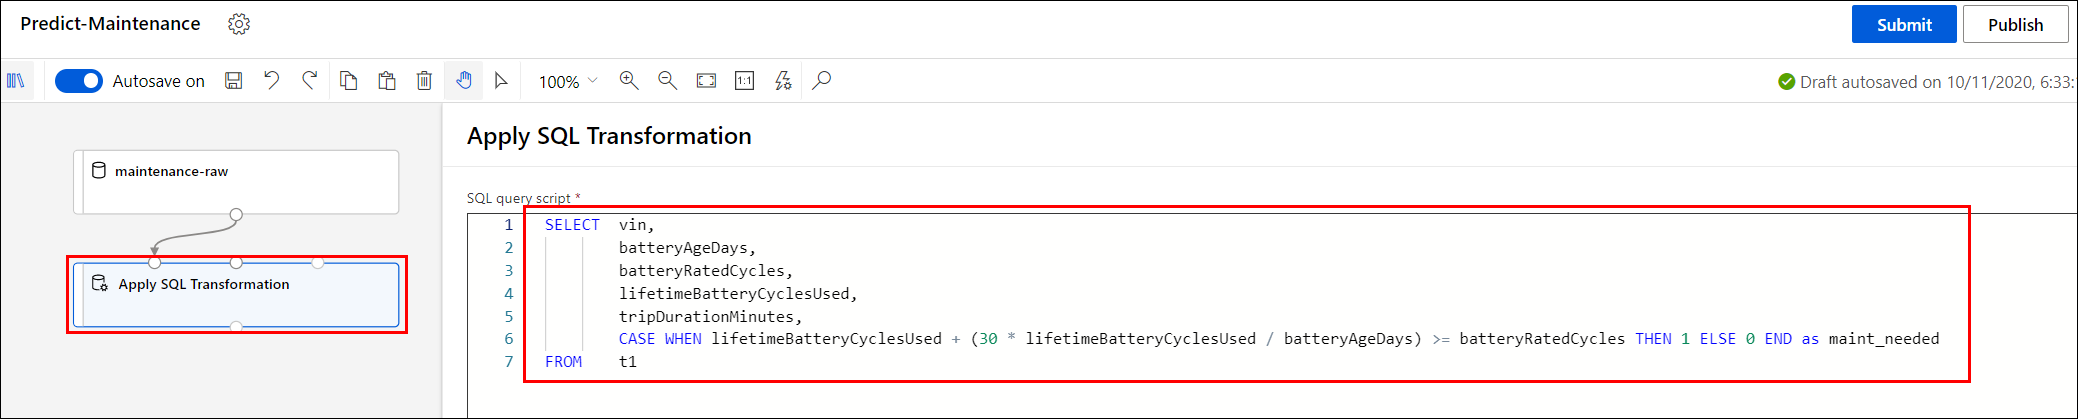 Predict-Maintenance
Submit
Publish
Autosave on
100%
1:1
Draft autosaved on 10/11/2020, 6:33:
maintenance-raw
Apply SQL Transformation
Apply SQL Transformation
SQL query script *
1 SELECT vin,
2 batteryAgeDays,
3 batteryRatedCycles,
4 lifetimeBatteryCyclesUsed,
5 tripDurationMinutes,
6 CASE WHEN lifetimeBatteryCyclesUsed + (30 * lifetimeBatteryCyclesUsed / batteryAgeDays) >= batteryRatedCycles THEN 1 ELSE 0 END as maint_needed
7 FROM t1